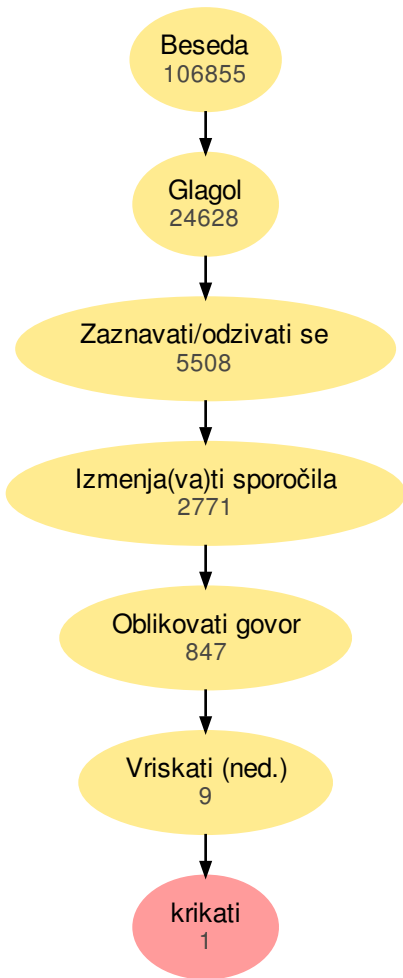 Beseda
106855
Glagol
24628
Zaznavati/odzivati se
5508
Izmenja(va)ti sporočila
2771
Oblikovati govor
847
Vriskati (ned.)
9
krikati
1